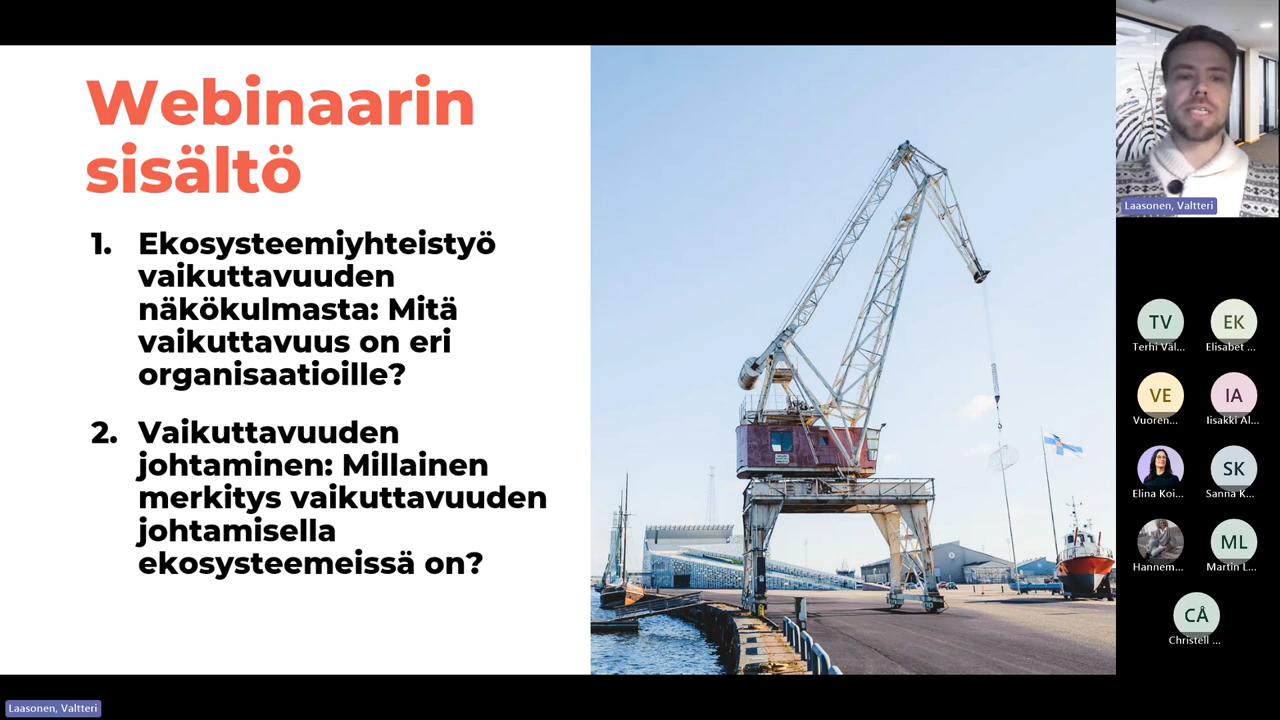 Webinaarin
sisältö
1. Ekosysteemiyhteistyö
vaikuttavuuden
näkökulmasta: Mitä
vaikuttavuus on eri
organisaatioille?
2. Vaikuttavuuden
johtaminen: Millainen
merkitys vaikuttavuuden
johtamisella
ekosysteemeissä on?
Laasonen, Valtteri
TV
Terhi Väl...
EK
Elisabet ...
VE
Vuoren...
IA
Iisakki Al...
Elina Koi...
SK
Sanna K...
Hannem...
ML
Martin L...
CÅ
Christell ...
Laasonen, Valtteri